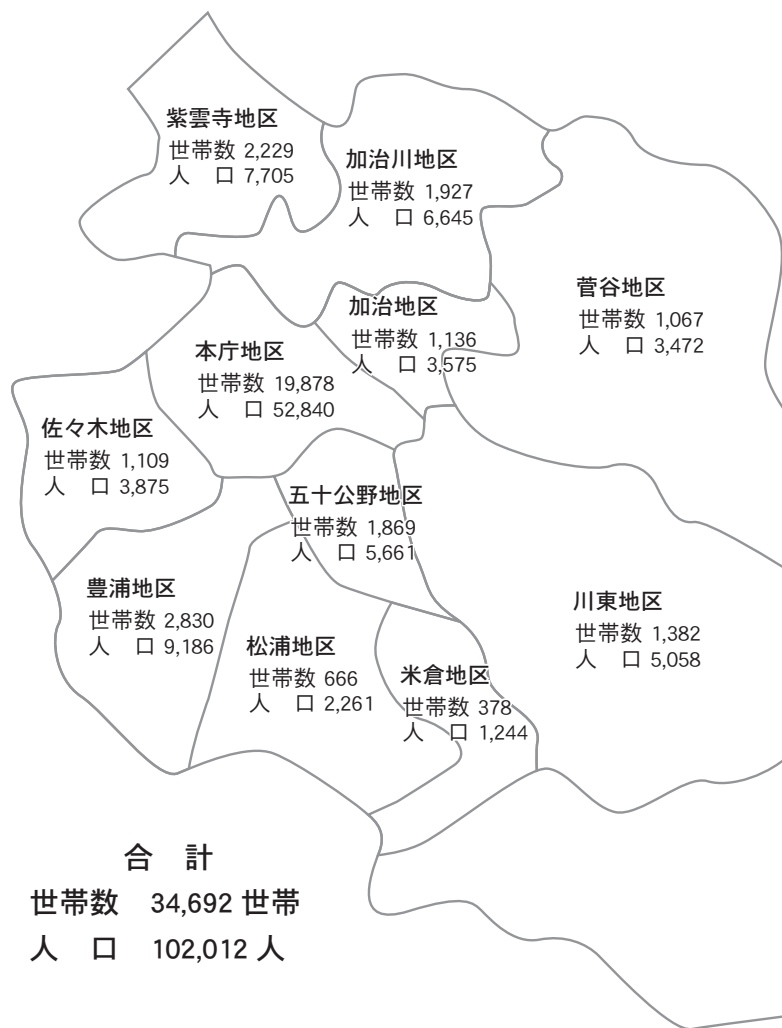 紫雲寺地区
世帯数 2,229
人　口 7,705
加治川地区
世帯数 1,927
人　口 6,645
菅谷地区
世帯数 1,067
人　口 3,472
加治地区
世帯数 1,136
人　口 3,575
本庁地区
世帯数 19,878
人　口 52,840
佐々木地区
世帯数 1,109
人　口 3,875
五十公野地区
世帯数 1,869
人　口 5,661
豊浦地区
世帯数 2,830
人　口 9,186
川東地区
世帯数 1,382
人　口 5,058
松浦地区
世帯数 666
人　口 2,261
米倉地区
世帯数 378
人　口 1,244
合　計
世帯数　34,692 世帯
人　口　102,012 人